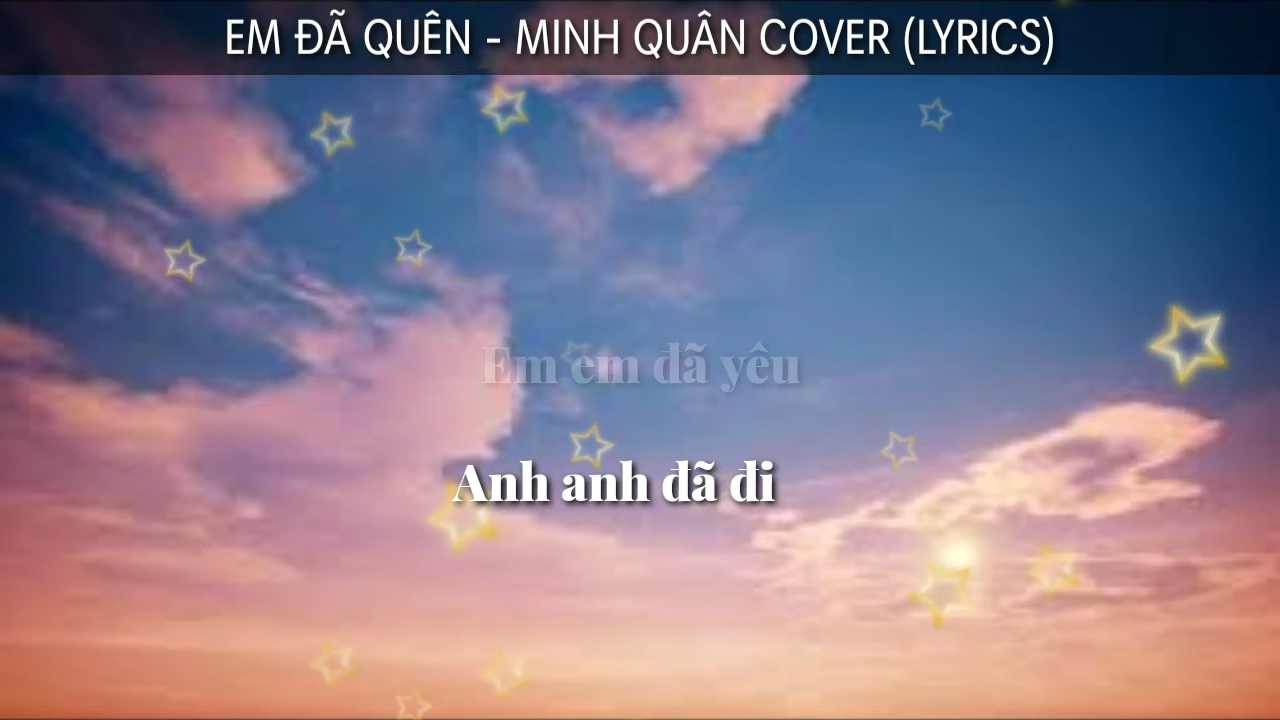 EM ĐÃ QUÊN - MINH QUÂN COVER (LYRICS)
Em em đã yêu
Anh anh đã đi